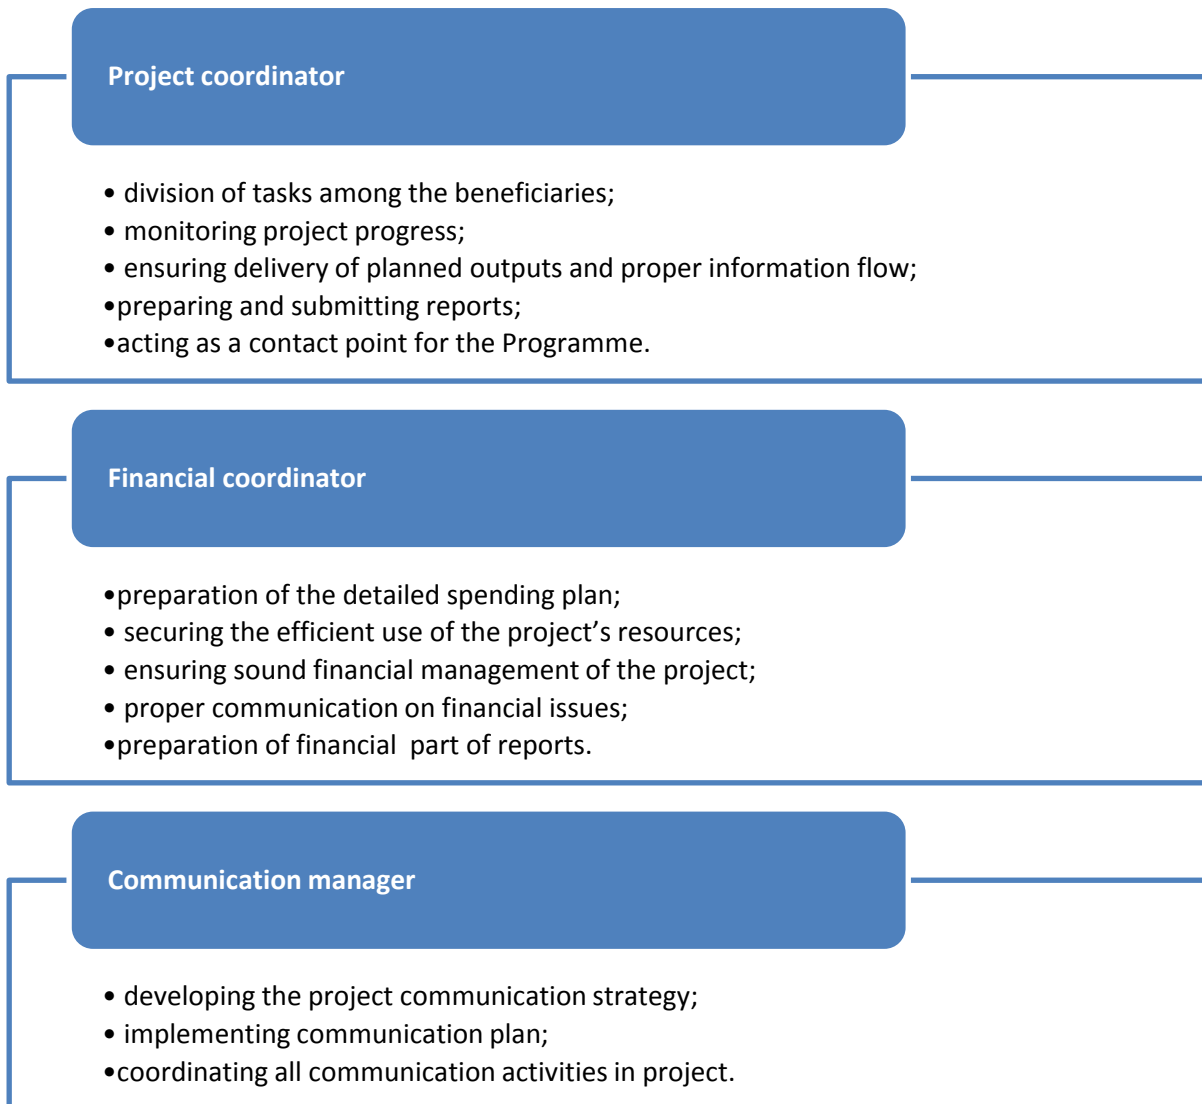 Project coordinator
• division of tasks among the beneficiaries;
• monitoring project progress;
• ensuring delivery of planned outputs and proper information flow;
•preparing and submitting reports;
•acting as a contact point for the Programme.
Financial coordinator
•preparation of the detailed spending plan;
• securing the efficient use of the project’s resources;
• ensuring sound financial management of the project;
• proper communication on financial issues;
•preparation of financial  part of reports.
Communication manager
• developing the project communication strategy;
• implementing communication plan;
•coordinating all communication activities in project.